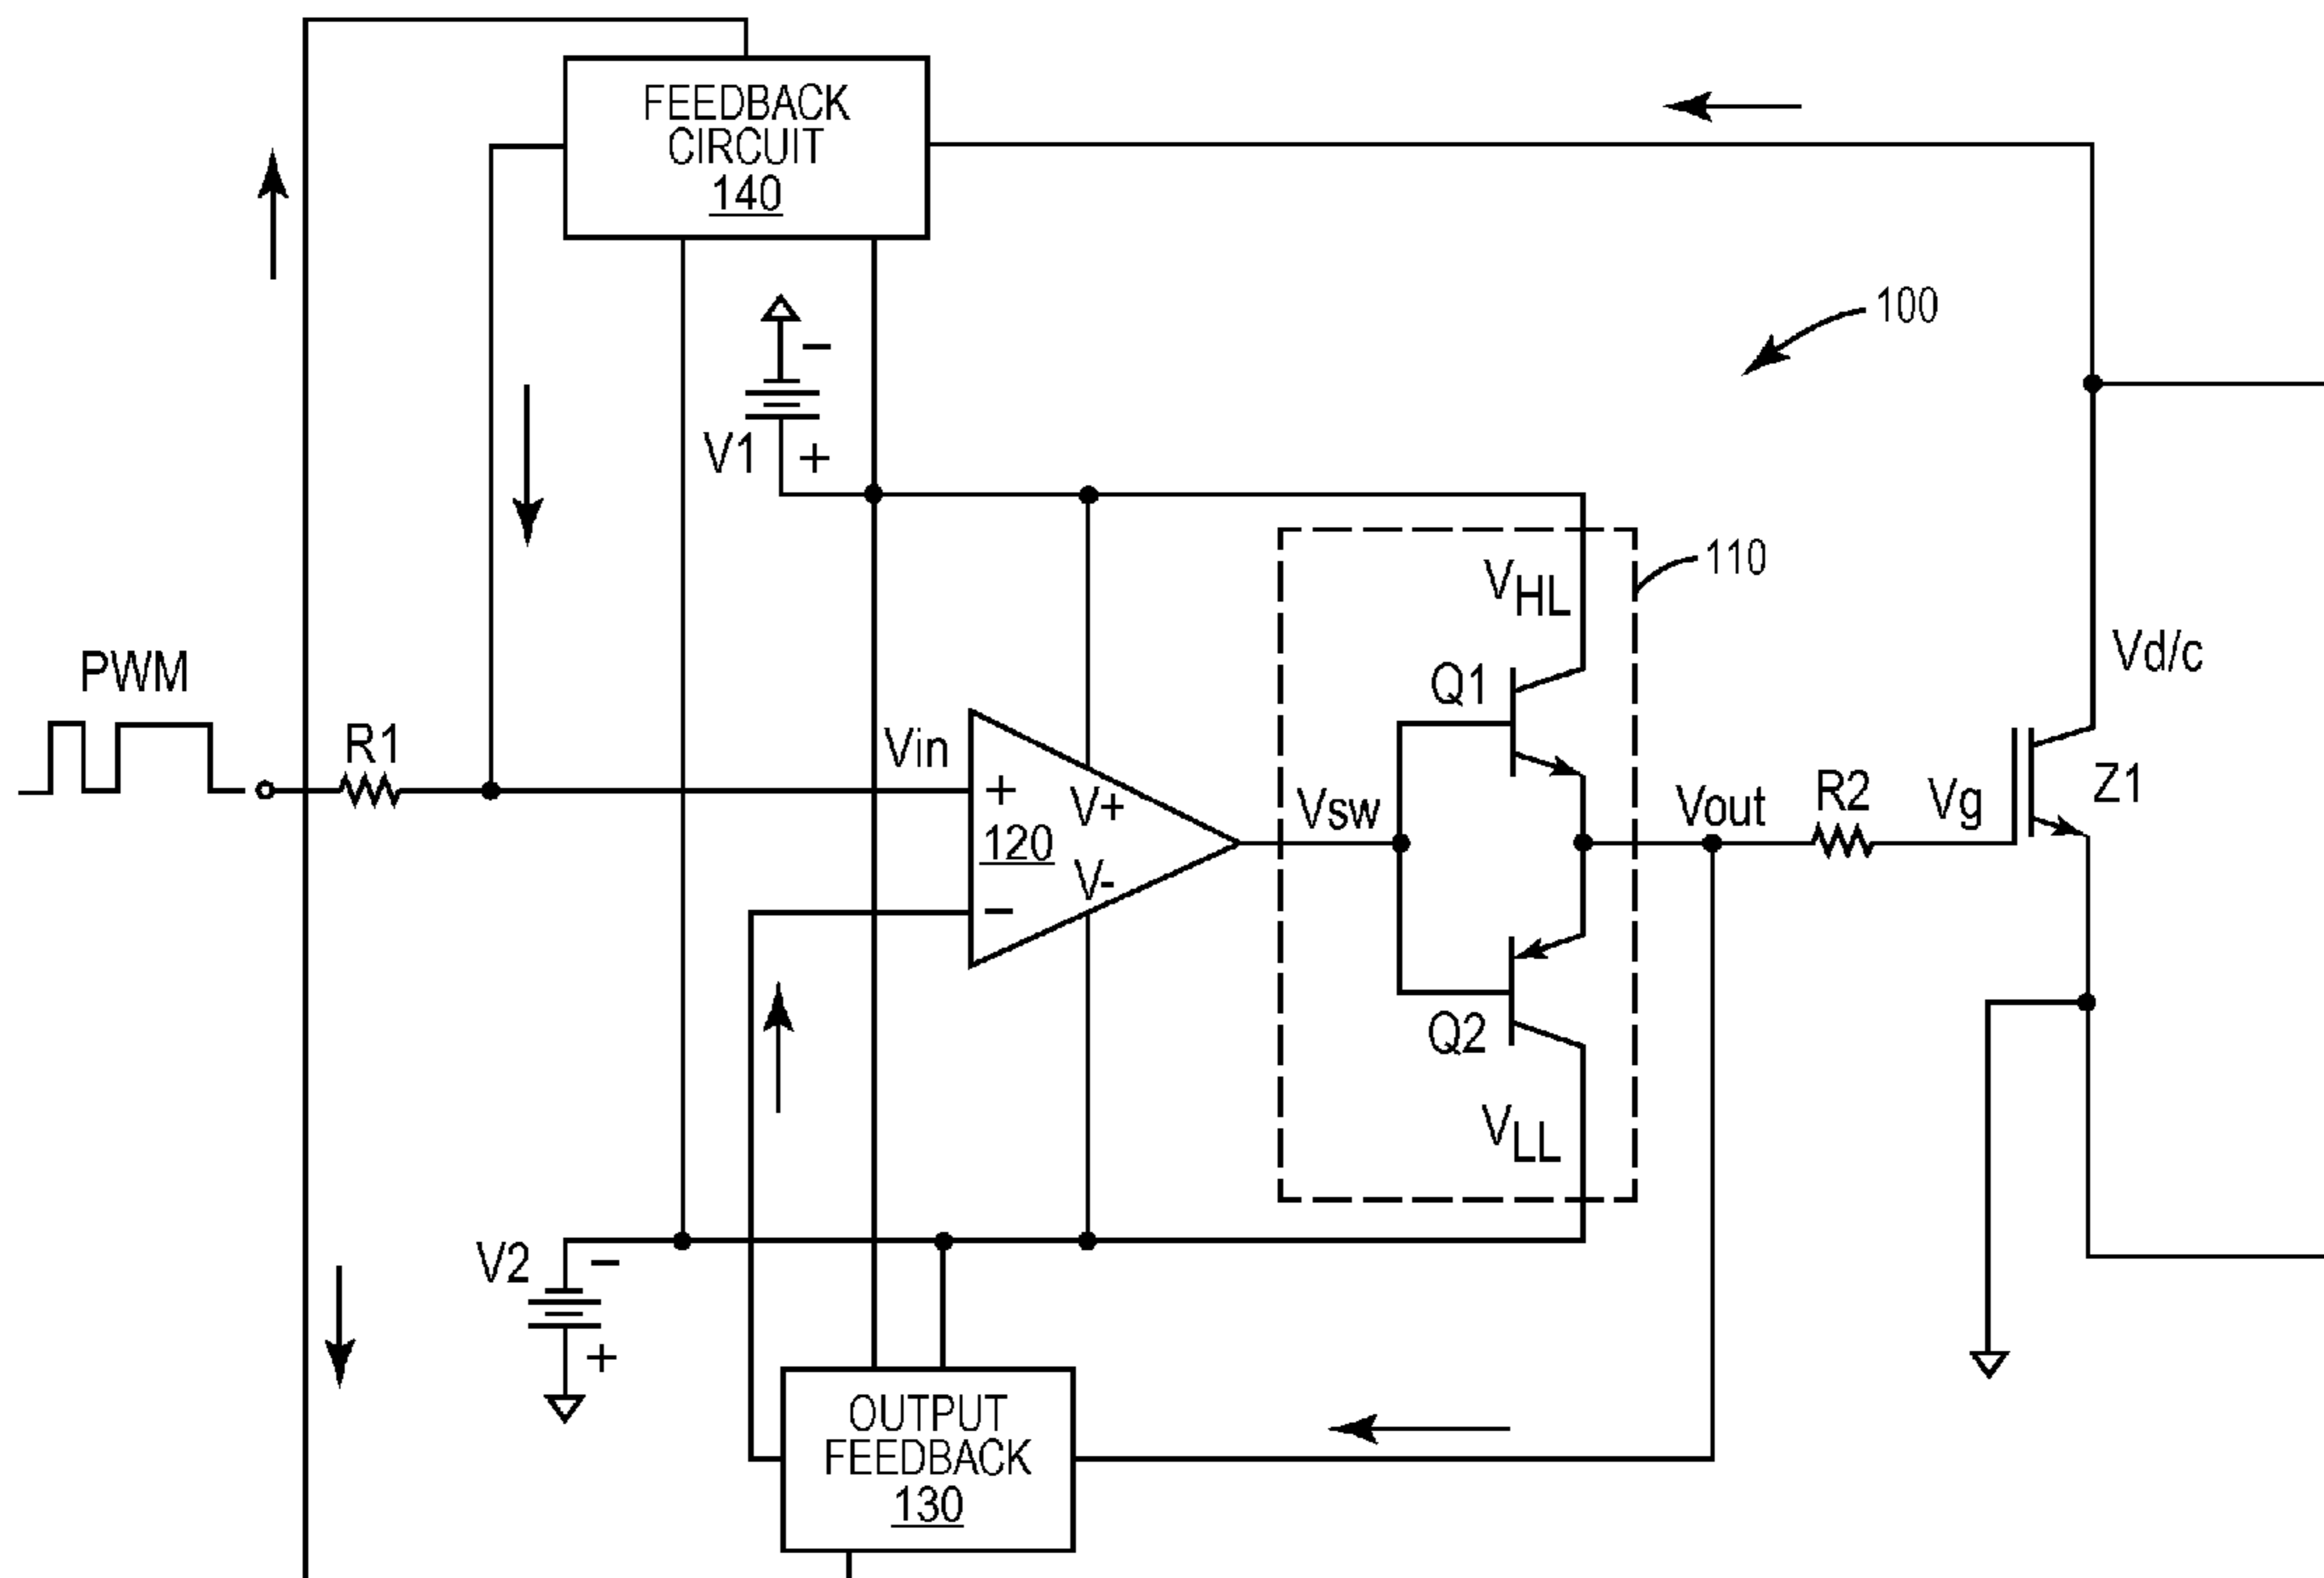 FEEDBACK
CIRCUIT
140
100
−
V1
+
110
VHL
PWM
Q1
Vd/c
R1
Vin
+
V+
120
V-
−
Vsw
Vout
R2
Vg
Z1
Q2
VLL
V2
−
+
OUTPUT
FEEDBACK
130